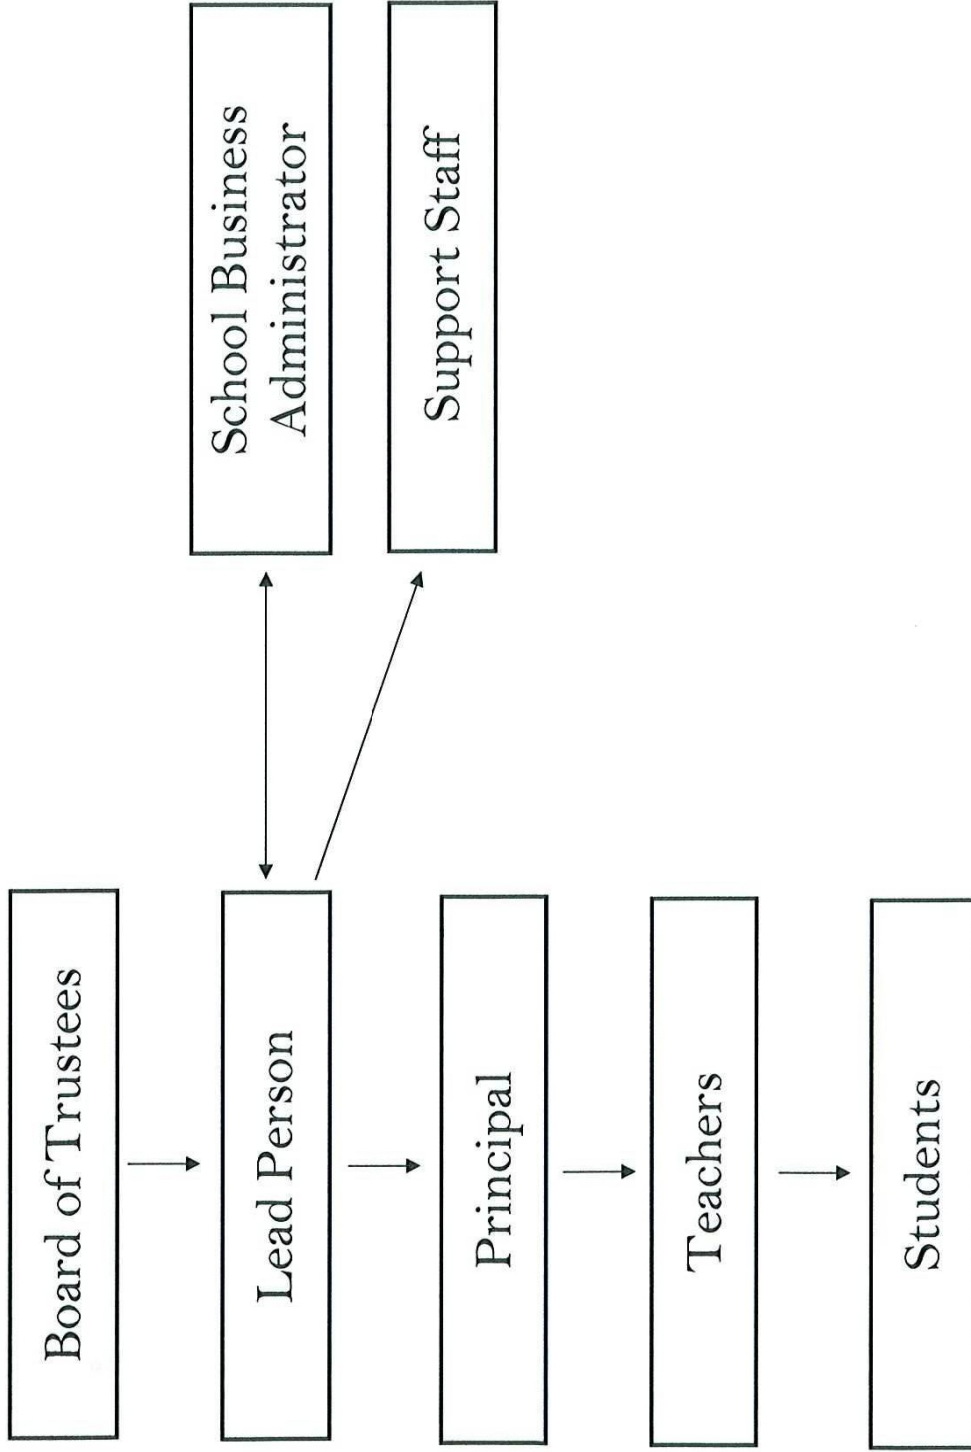 Board of Trustees
Lead Person
School Business
Administrator
Support Staff
Principal
Teachers
Students